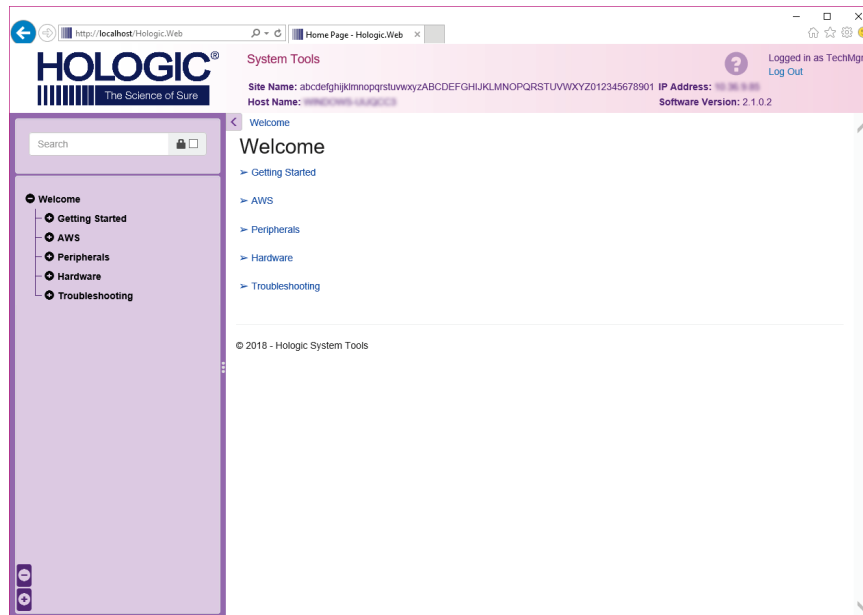 http://localhost/Hologic.Web
Home Page - Hologic.Web
HOLOGIC®
The Science of Sure
System Tools
Logged in as TechMgr
Log Out
Site Name: abcdefghijklmnopqrstuvwxyzABCDEFGHIJKLMNOPQRSTUVWXYZ012345678901 IP Address:
Host Name: Software Version: 2.1.0.2
Search
Welcome
Welcome
Getting Started
AWS
Peripherals
Hardware
Troubleshooting
Welcome
Getting Started
AWS
Peripherals
Hardware
Troubleshooting
© 2018 - Hologic System Tools